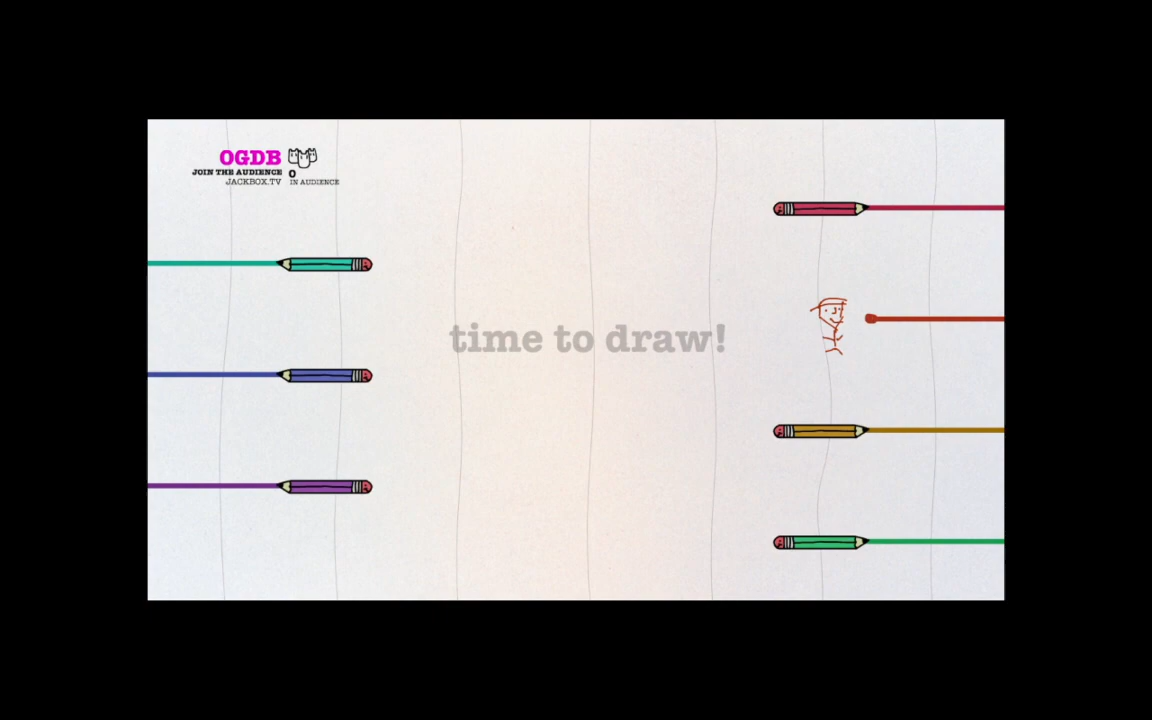 OGDB
JOIN THE AUDIENCE
JACKBOX.TV
0
IN AUDIENCE
time to draw!